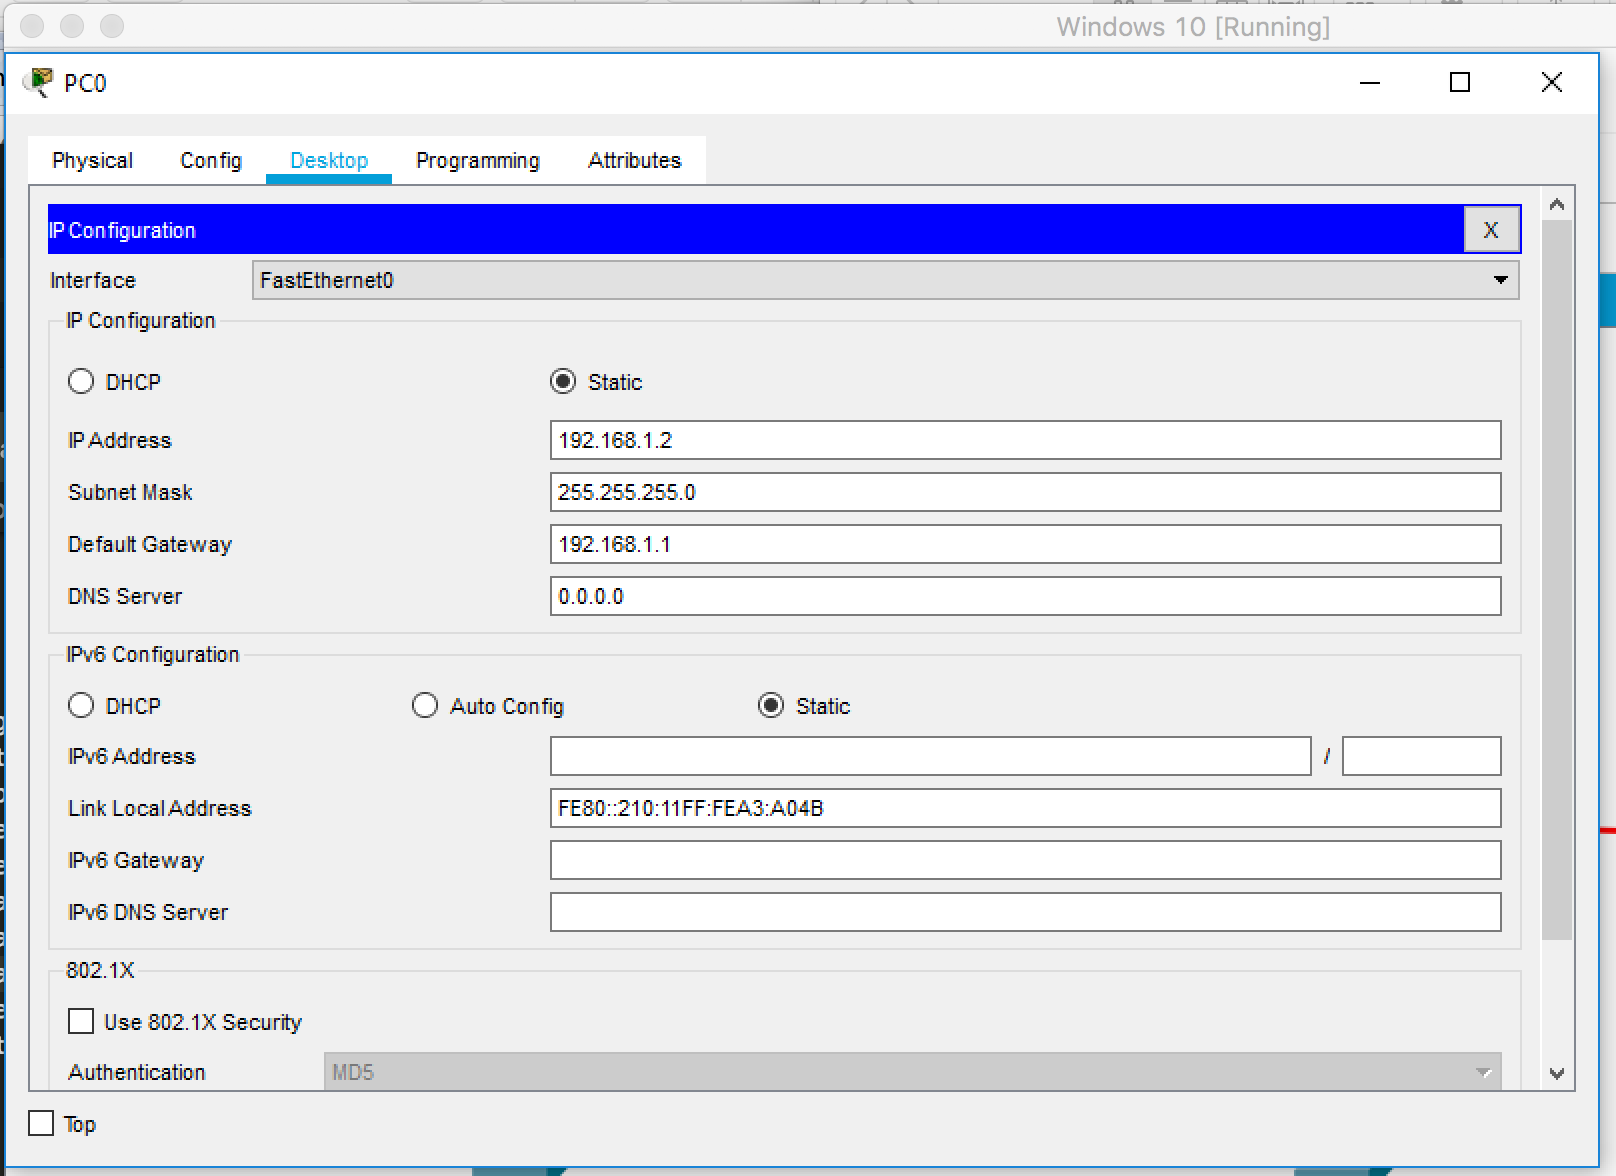 Windows 10 [Running]
PC0
Physical Config Desktop Programming Attributes
IP Configuration X
Interface FastEthernet0
IP Configuration
DHCP Static
IP Address 192.168.1.2
Subnet Mask 255.255.255.0
Default Gateway 192.168.1.1
DNS Server 0.0.0.0
IPv6 Configuration
DHCP Auto Config Static
IPv6 Address /
Link Local Address FE80::210:11FF:FEA3:A04B
IPv6 Gateway
IPv6 DNS Server
802.1X
Use 802.1X Security
Authentication MD5
Top